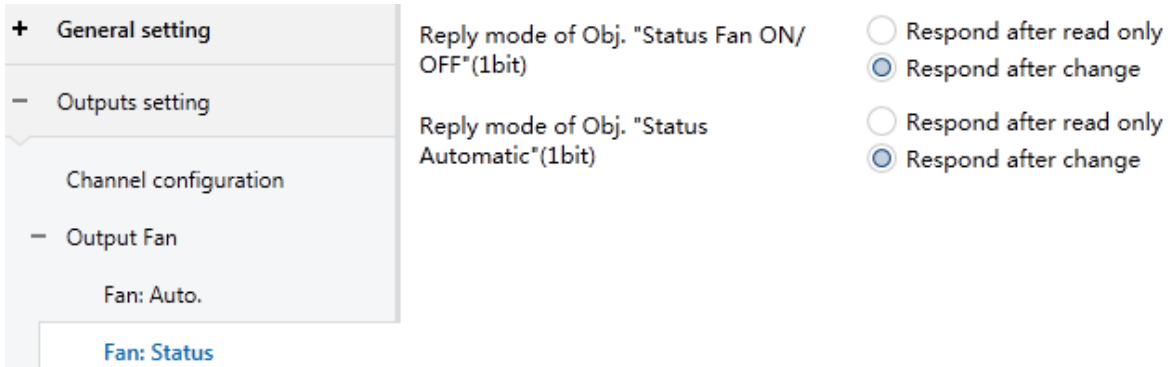 + General setting
− Outputs setting
Channel configuration
− Output Fan
Fan: Auto.
Fan: Status
Reply mode of Obj. "Status Fan ON/
OFF"(1bit)
Respond after read only
Respond after change
Reply mode of Obj. "Status
Automatic"(1bit)
Respond after read only
Respond after change